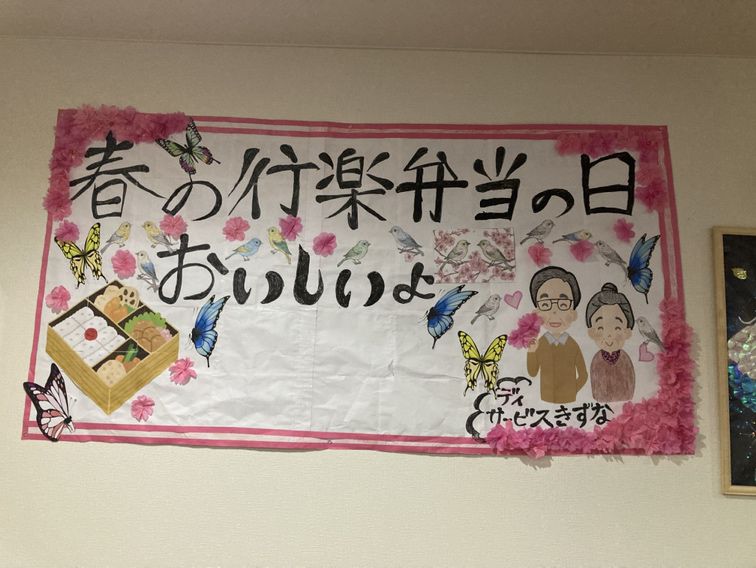 春の行楽弁当の日
おいしいよ
デイ
サービスきずな